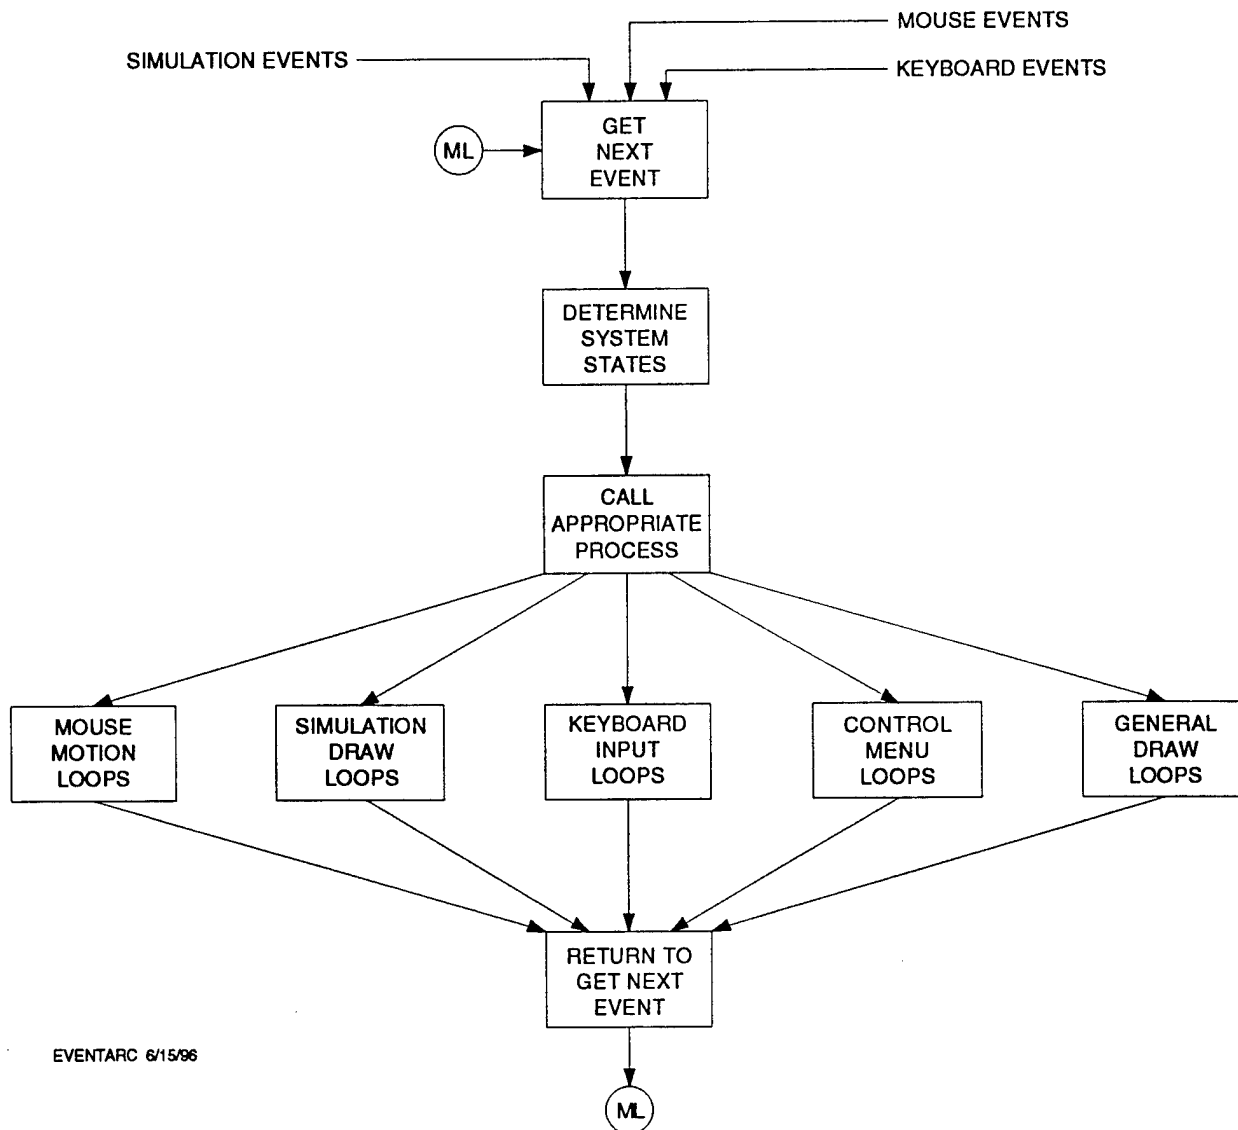 MOUSE EVENTS
SIMULATION EVENTS
KEYBOARD EVENTS
GET
NEXT
EVENT
ML
DETERMINE
SYSTEM
STATES
CALL
APPROPRIATE
PROCESS
MOUSE
MOTION
LOOPS
SIMULATION
DRAW
LOOPS
KEYBOARD
INPUT
LOOPS
CONTROL
MENU
LOOPS
GENERAL
DRAW
LOOPS
RETURN TO
GET NEXT
EVENT
EVENTARC 6/15/96
ML